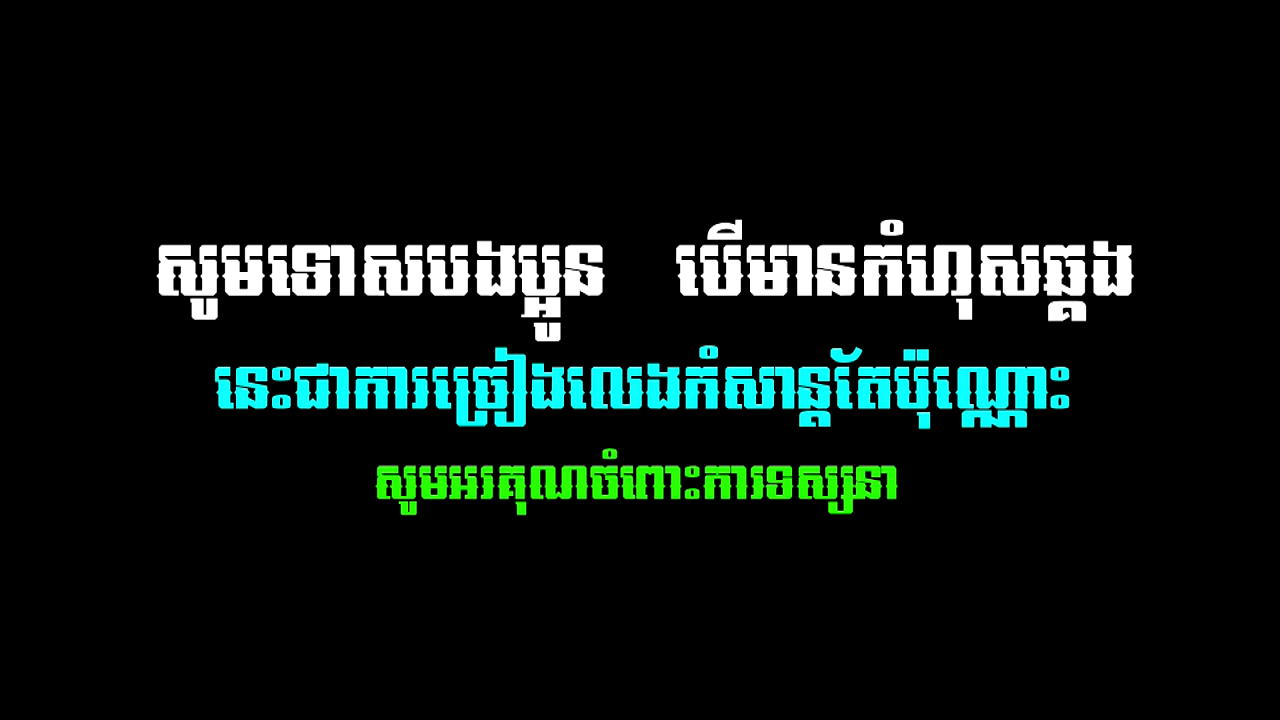 សូមទោសបងប្អូន បើមានកំហុសឆ្គង
នេះជាការច្រៀងលេងកំសាន្តតែប៉ុណ្ណោះ
សូមអរគុណចំពោះការទស្សនា